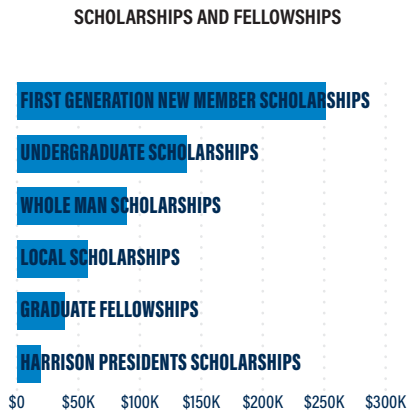 SCHOLARSHIPS AND FELLOWSHIPS
FIRST GENERATION NEW MEMBER SCHOLARSHIPS
UNDERGRADUATE SCHOLARSHIPS
WHOLE MAN SCHOLARSHIPS
LOCAL SCHOLARSHIPS
GRADUATE FELLOWSHIPS
HARRISON PRESIDENTS SCHOLARSHIPS
$0 $50K $100K $150K $200K $250K $300K